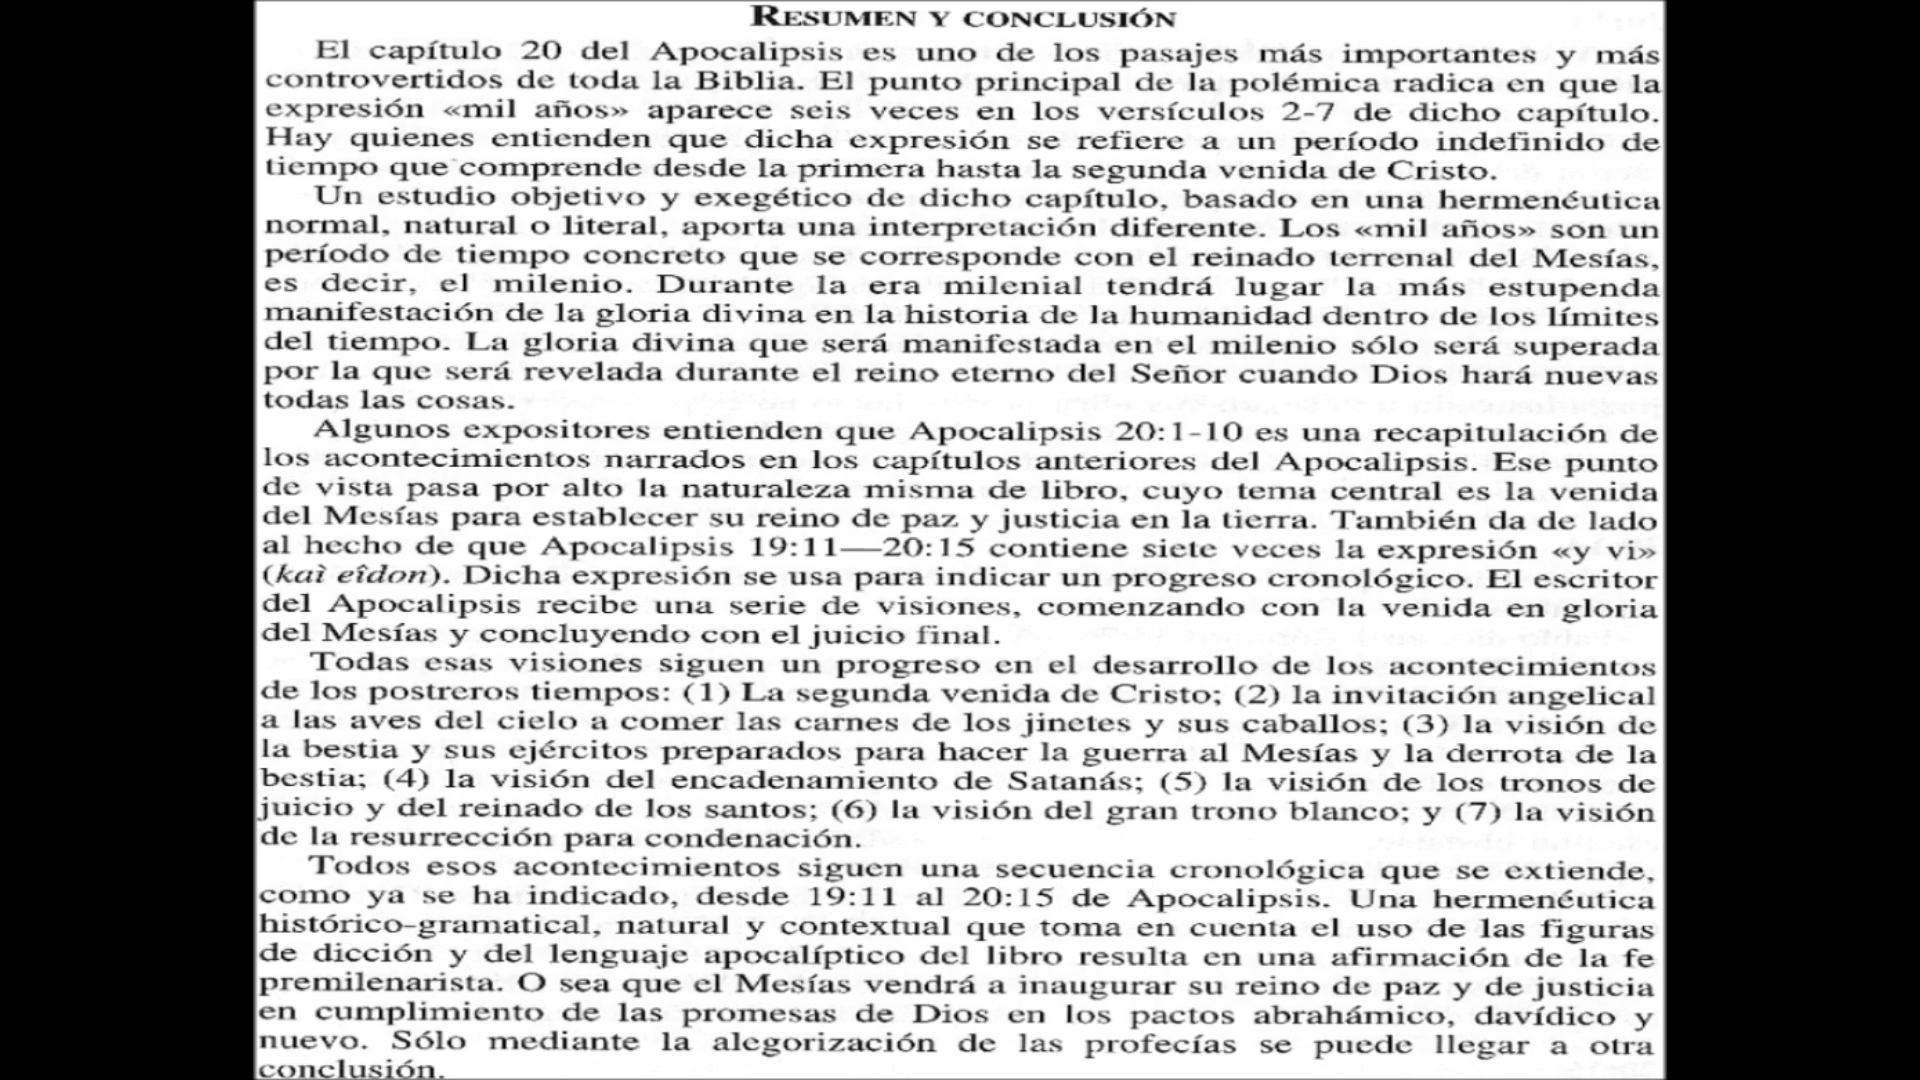 RESUMEN Y CONCLUSIÓN
El capítulo 20 del Apocalipsis es uno de los pasajes más importantes y más
controvertidos de toda la Biblia. El punto principal de la polémica radica en que la
expresión «mil años» aparece seis veces en los versículos 2-7 de dicho capítulo.
Hay quienes entienden que dicha expresión se refiere a un período indefinido de
tiempo que comprende desde la primera hasta la segunda venida de Cristo.
Un estudio objetivo y exegético de dicho capítulo, basado en una hermenéutica
normal, natural o literal, aporta una interpretación diferente. Los «mil años» son un
período de tiempo concreto que se corresponde con el reinado terrenal del Mesías,
es decir, el milenio. Durante la era milenial tendrá lugar la más estupenda
manifestación de la gloria divina en la historia de la humanidad dentro de los límites
del tiempo. La gloria divina que será manifestada en el milenio sólo será superada
por la que será revelada durante el reino eterno del Señor cuando Dios hará nuevas
todas las cosas.
Algunos expositores entienden que Apocalipsis 20:1-10 es una recapitulación de
los acontecimientos narrados en los capítulos anteriores del Apocalipsis. Ese punto
de vista pasa por alto la naturaleza misma de libro, cuyo tema central es la venida
del Mesías para establecer su reino de paz y justicia en la tierra. También da de lado
al hecho de que Apocalipsis 19:11—20:15 contiene siete veces la expresión «y vi»
(kaì eîdon). Dicha expresión se usa para indicar un progreso cronológico. El escritor
del Apocalipsis recibe una serie de visiones, comenzando con la venida en gloria
del Mesías y concluyendo con el juicio final.
Todas esas visiones siguen un progreso en el desarrollo de los acontecimientos
de los postreros tiempos: (1) La segunda venida de Cristo; (2) la invitación angelical
a las aves del cielo a comer las carnes de los jinetes y sus caballos; (3) la visión de
la bestia y sus ejércitos preparados para hacer la guerra al Mesías y la derrota de la
bestia; (4) la visión del encadenamiento de Satanás; (5) la visión de los tronos de
juicio y del reinado de los santos; (6) la visión del gran trono blanco; y (7) la visión
de la resurrección para condenación.
Todos esos acontecimientos siguen una secuencia cronológica que se extiende,
como ya se ha indicado, desde 19:11 al 20:15 de Apocalipsis. Una hermenéutica
histórico-gramatical, natural y contextual que toma en cuenta el uso de las figuras
de dicción y del lenguaje apocalíptico del libro resulta en una afirmación de la fe
premilenarista. O sea que el Mesías vendrá a inaugurar su reino de paz y de justicia
en cumplimiento de las promesas de Dios en los pactos abrahámico, davídico y
nuevo. Sólo mediante la alegorización de las profecías se puede llegar a otra
conclusión.